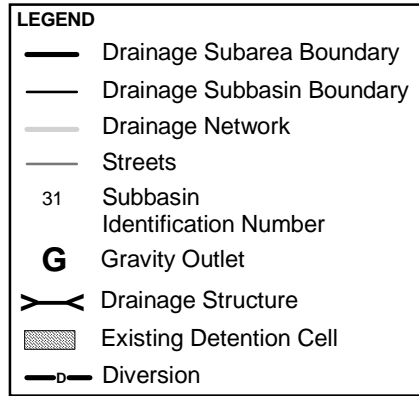 LEGEND
Drainage Subarea Boundary
Drainage Subbasin Boundary
Drainage Network
Streets
31 Subbasin
Identification Number
G Gravity Outlet
Drainage Structure
Existing Detention Cell
D Diversion